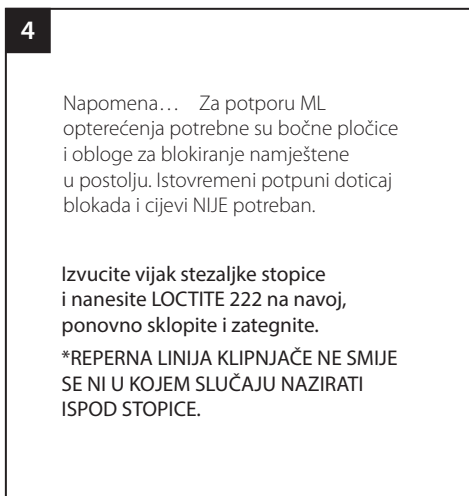 4
Napomena… Za potporu ML
opterećenja potrebne su bočne pločice
i obloge za blokiranje namještene
u postolju. Istovremeni potpuni doticaj
blokada i cijevi NIJE potreban.
Izvucite vijak stezaljke stopice
i nanesite LOCTITE 222 na navoj,
ponovno sklopite i zategnite.
*REPERNA LINIJA KLIPNJAČE NE SMIJE
SE NI U KOJEM SLUČAJU NAZIRATI
ISPOD STOPICE.